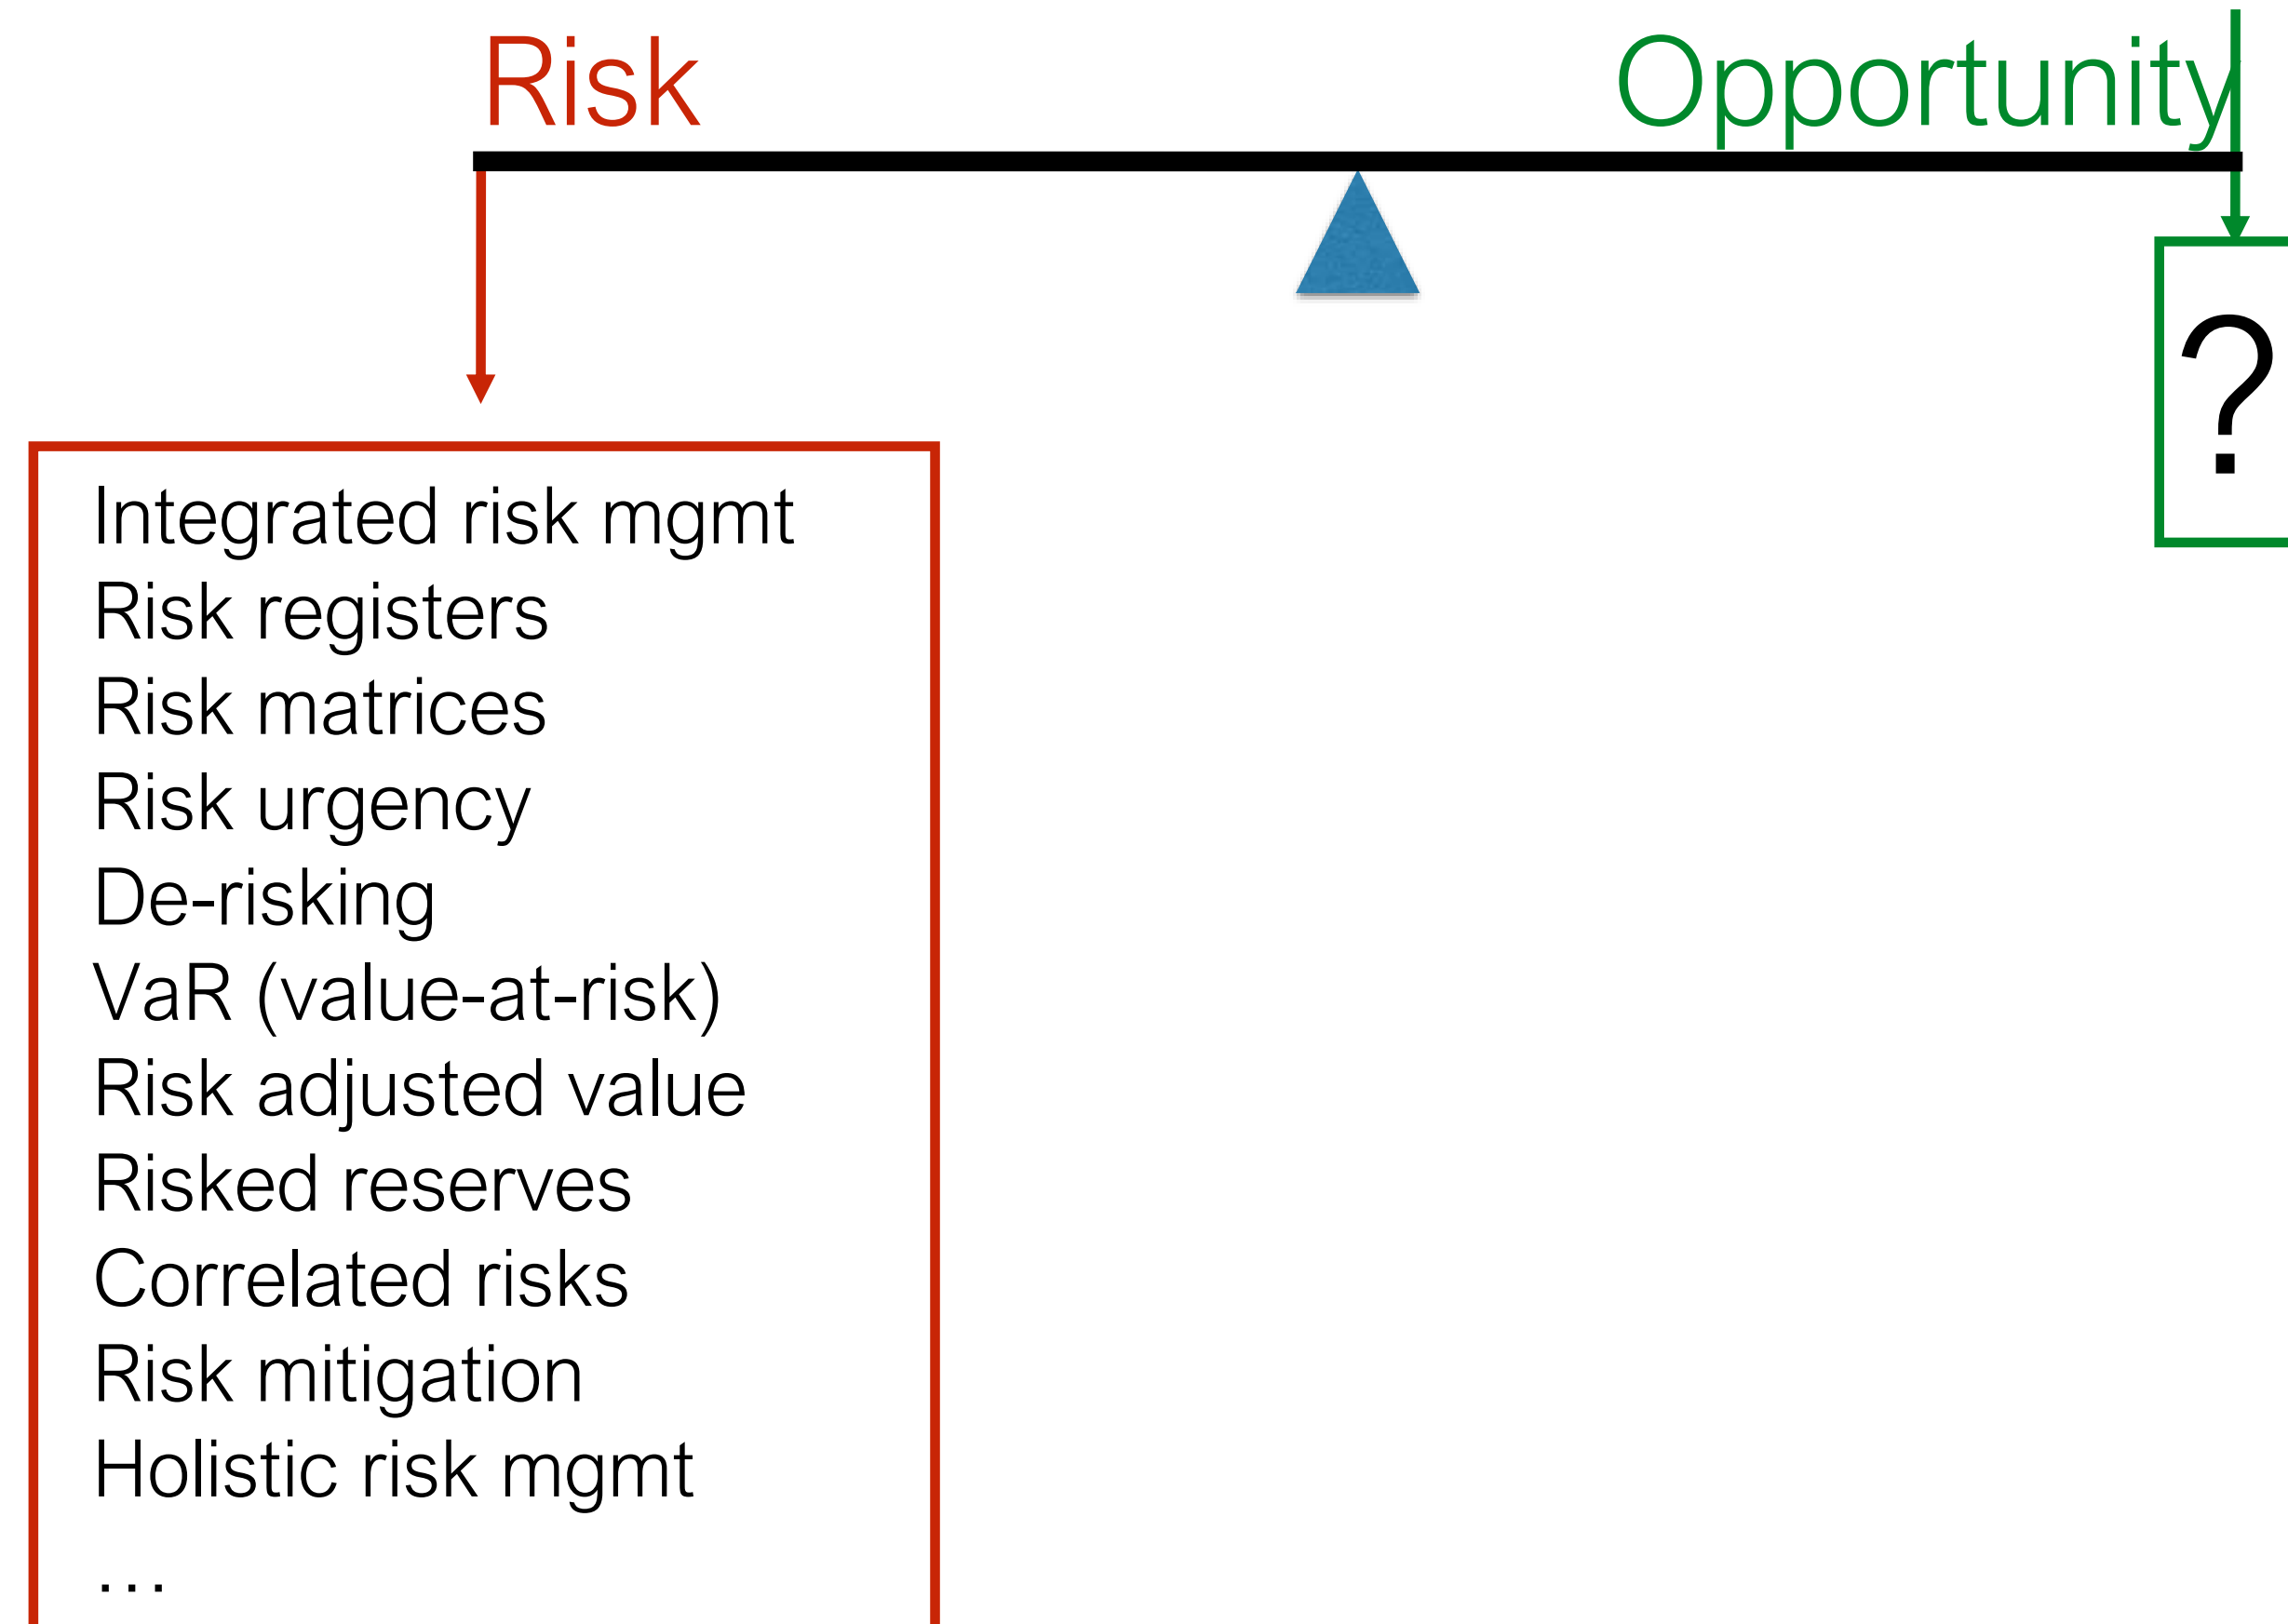 Risk
Opportunity
?
Integrated risk mgmt
Risk registers
Risk matrices
Risk urgency
De-risking
VaR (value-at-risk)
Risk adjusted value
Risked reserves
Correlated risks
Risk mitigation
Holistic risk mgmt
…